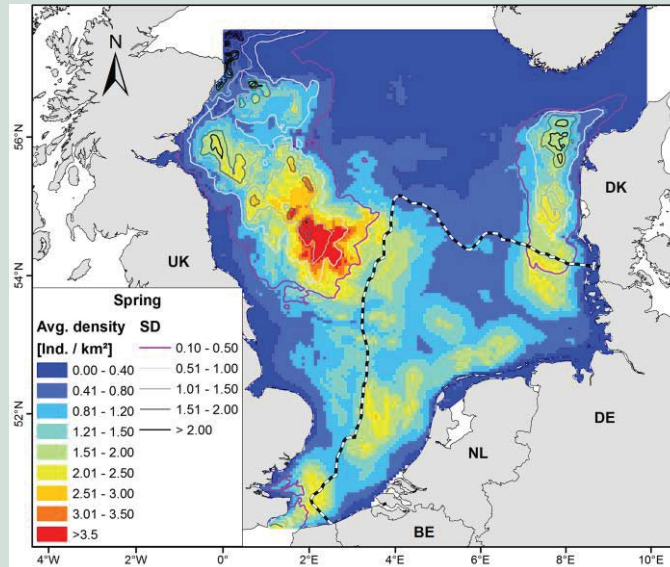 N
56°N
54°N
52°N
DK
UK
DE
NL
BE
Spring
Avg. density
[Ind. / km²]
SD
0.00 - 0.40
0.41 - 0.80
0.81 - 1.20
1.21 - 1.50
1.51 - 2.00
2.01 - 2.50
2.51 - 3.00
3.01 - 3.50
>3.5
0.10 - 0.50
0.51 - 1.00
1.01 - 1.50
1.51 - 2.00
> 2.00
4°W
2°W
0°
2°E
4°E
6°E
8°E
10°E